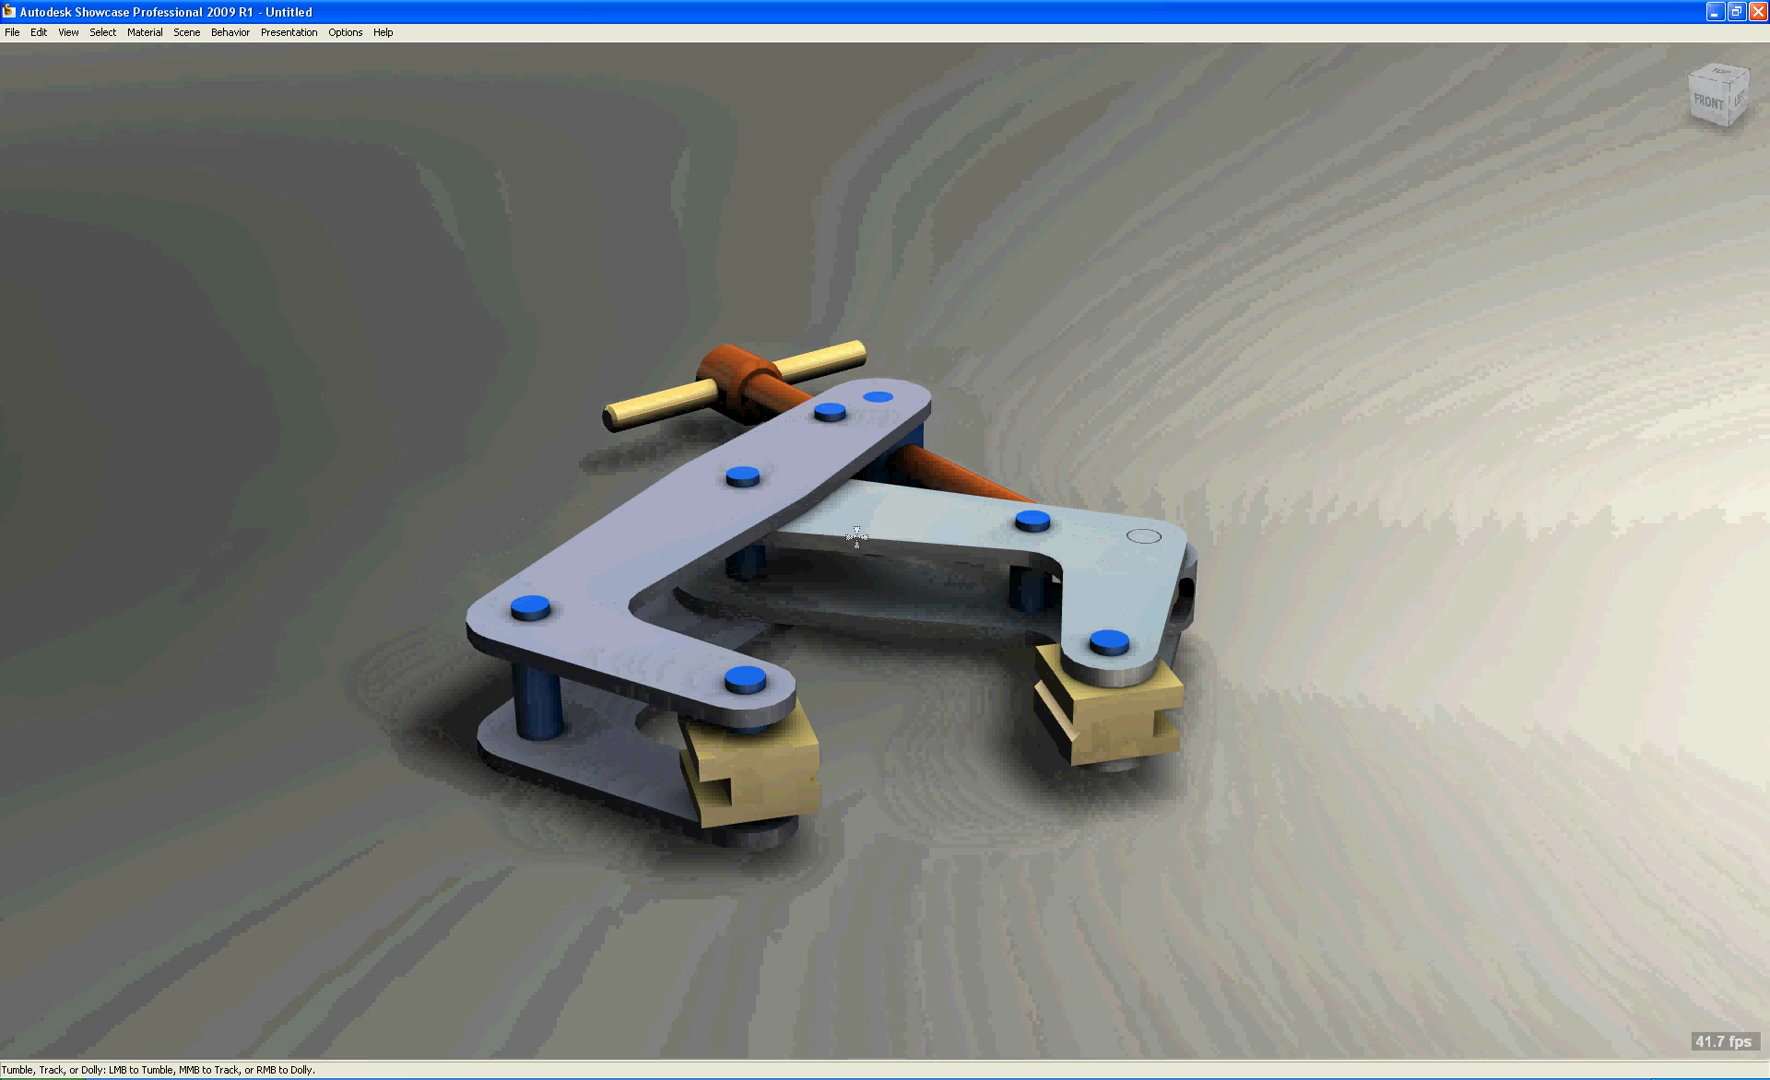 Autodesk Showcase Professional 2009 R1 - Untitled
File Edit View Select Material Scene Behavior Presentation Options Help
TOP
FRONT
41.7 fps
Tumble, Track, or Dolly: LMB to Tumble, MMB to Track, or RMB to Dolly.